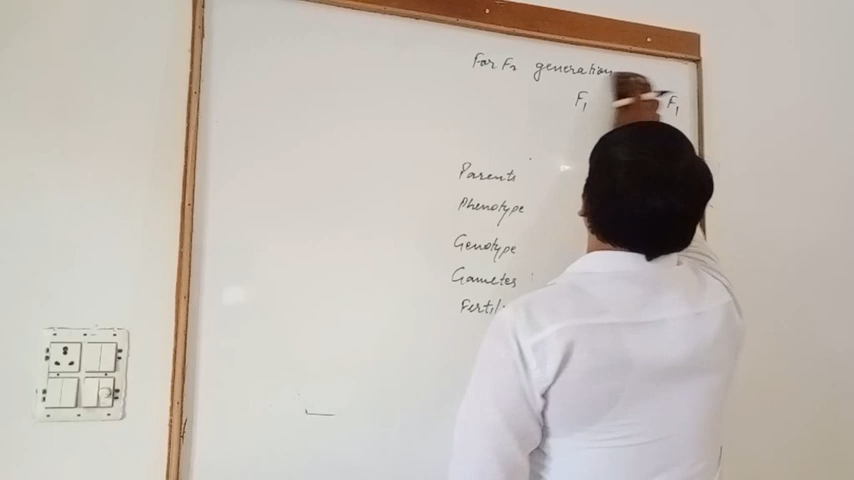 For F2 generation
F1 F1
Parents
Phenotype
Genotype
Gametes
Fertili